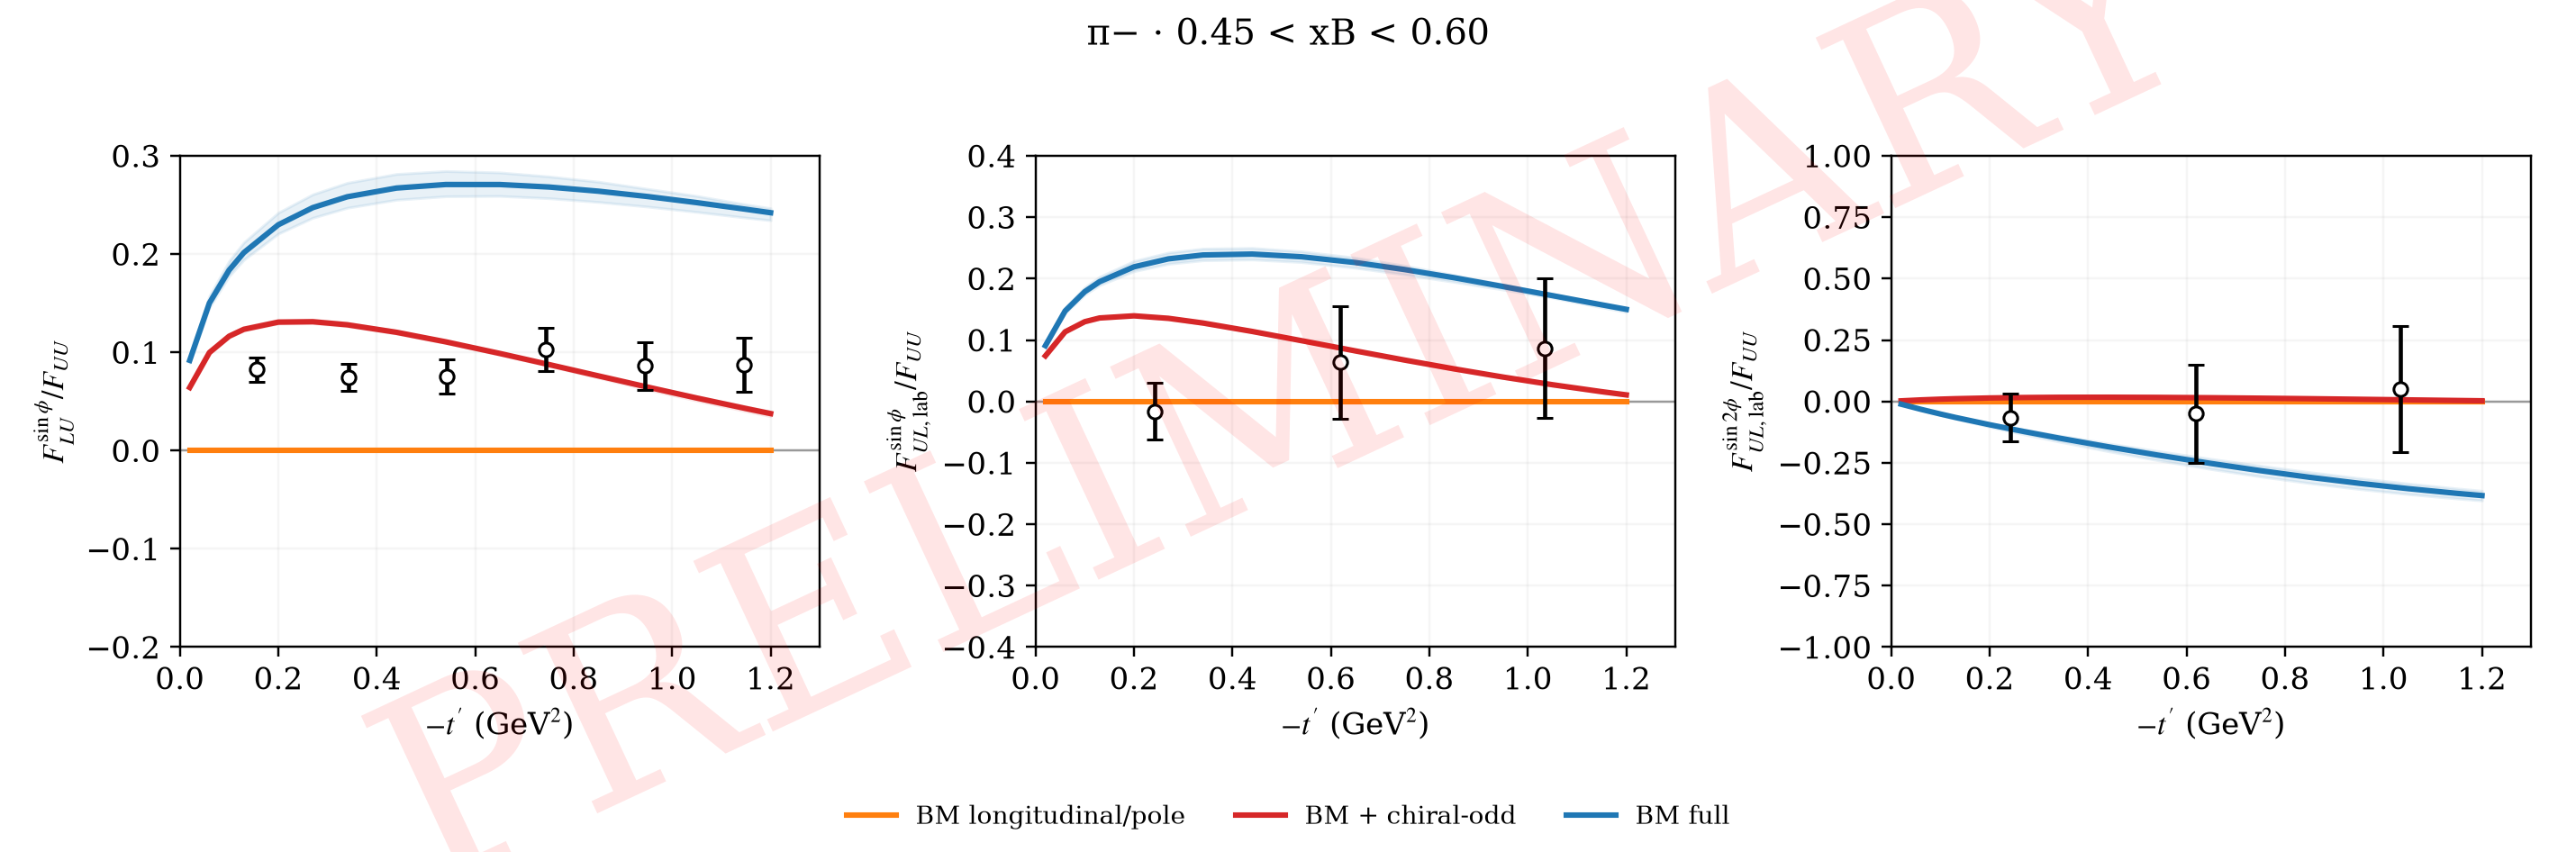 π− · 0.45 < xB < 0.60
0.3
0.2
0.1
0.0
−0.1
−0.2
0.0 0.2 0.4 0.6 0.8 1.0 1.2
−t′ (GeV²)
F_{LU}^{sin ϕ}/F_{UU}
0.4
0.3
0.2
0.1
0.0
−0.1
−0.2
−0.3
−0.4
0.0 0.2 0.4 0.6 0.8 1.0 1.2
−t′ (GeV²)
F_{UL,lab}^{sin ϕ}/F_{UU}
1.00
0.75
0.50
0.25
0.00
−0.25
−0.50
−0.75
−1.00
0.0 0.2 0.4 0.6 0.8 1.0 1.2
−t′ (GeV²)
F_{UL,lab}^{sin 2ϕ}/F_{UU}
BM longitudinal/pole BM + chiral-odd BM full
PRELIMINARY